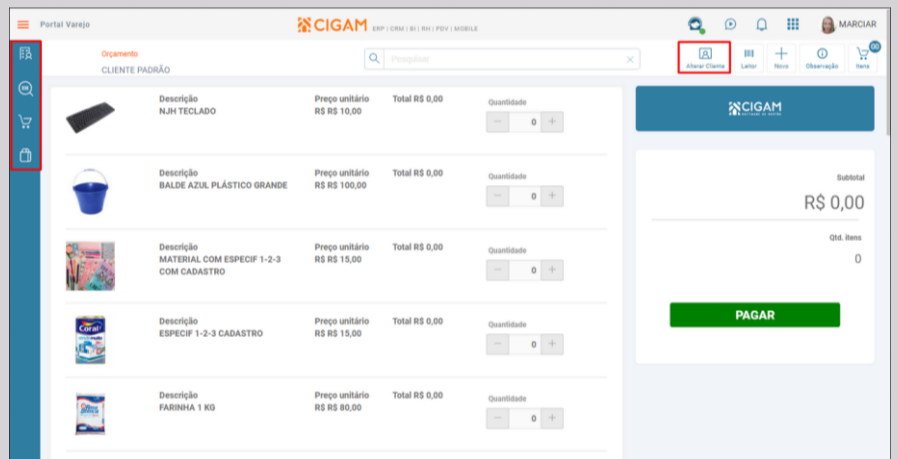 Portal Varejo
CIGAM ERP | CRM | BI | RH | PDV | MOBILE
MARCIAR
Orçamento
CLIENTE PADRÃO
Pesquisar
Alterar Cliente
Leitor
Novo
Observação
Itens
00
Descrição Preço unitário Total R$ 0,00 Quantidade
NJH TECLADO R$ R$ 10,00
0
Descrição Preço unitário Total R$ 0,00 Quantidade
BALDE AZUL PLÁSTICO GRANDE R$ R$ 100,00
0
Descrição Preço unitário Total R$ 0,00 Quantidade
MATERIAL COM ESPECIF 1-2-3 R$ R$ 15,00
COM CADASTRO
0
Coral
Descrição Preço unitário Total R$ 0,00 Quantidade
ESPECIF 1-2-3 CADASTRO R$ R$ 15,00
0
Descrição Preço unitário Total R$ 0,00 Quantidade
FARINHA 1 KG R$ R$ 80,00
0
CIGAM
SOFTWARE DE GESTÃO
Subtotal
R$ 0,00
Qtd. Itens
0
PAGAR